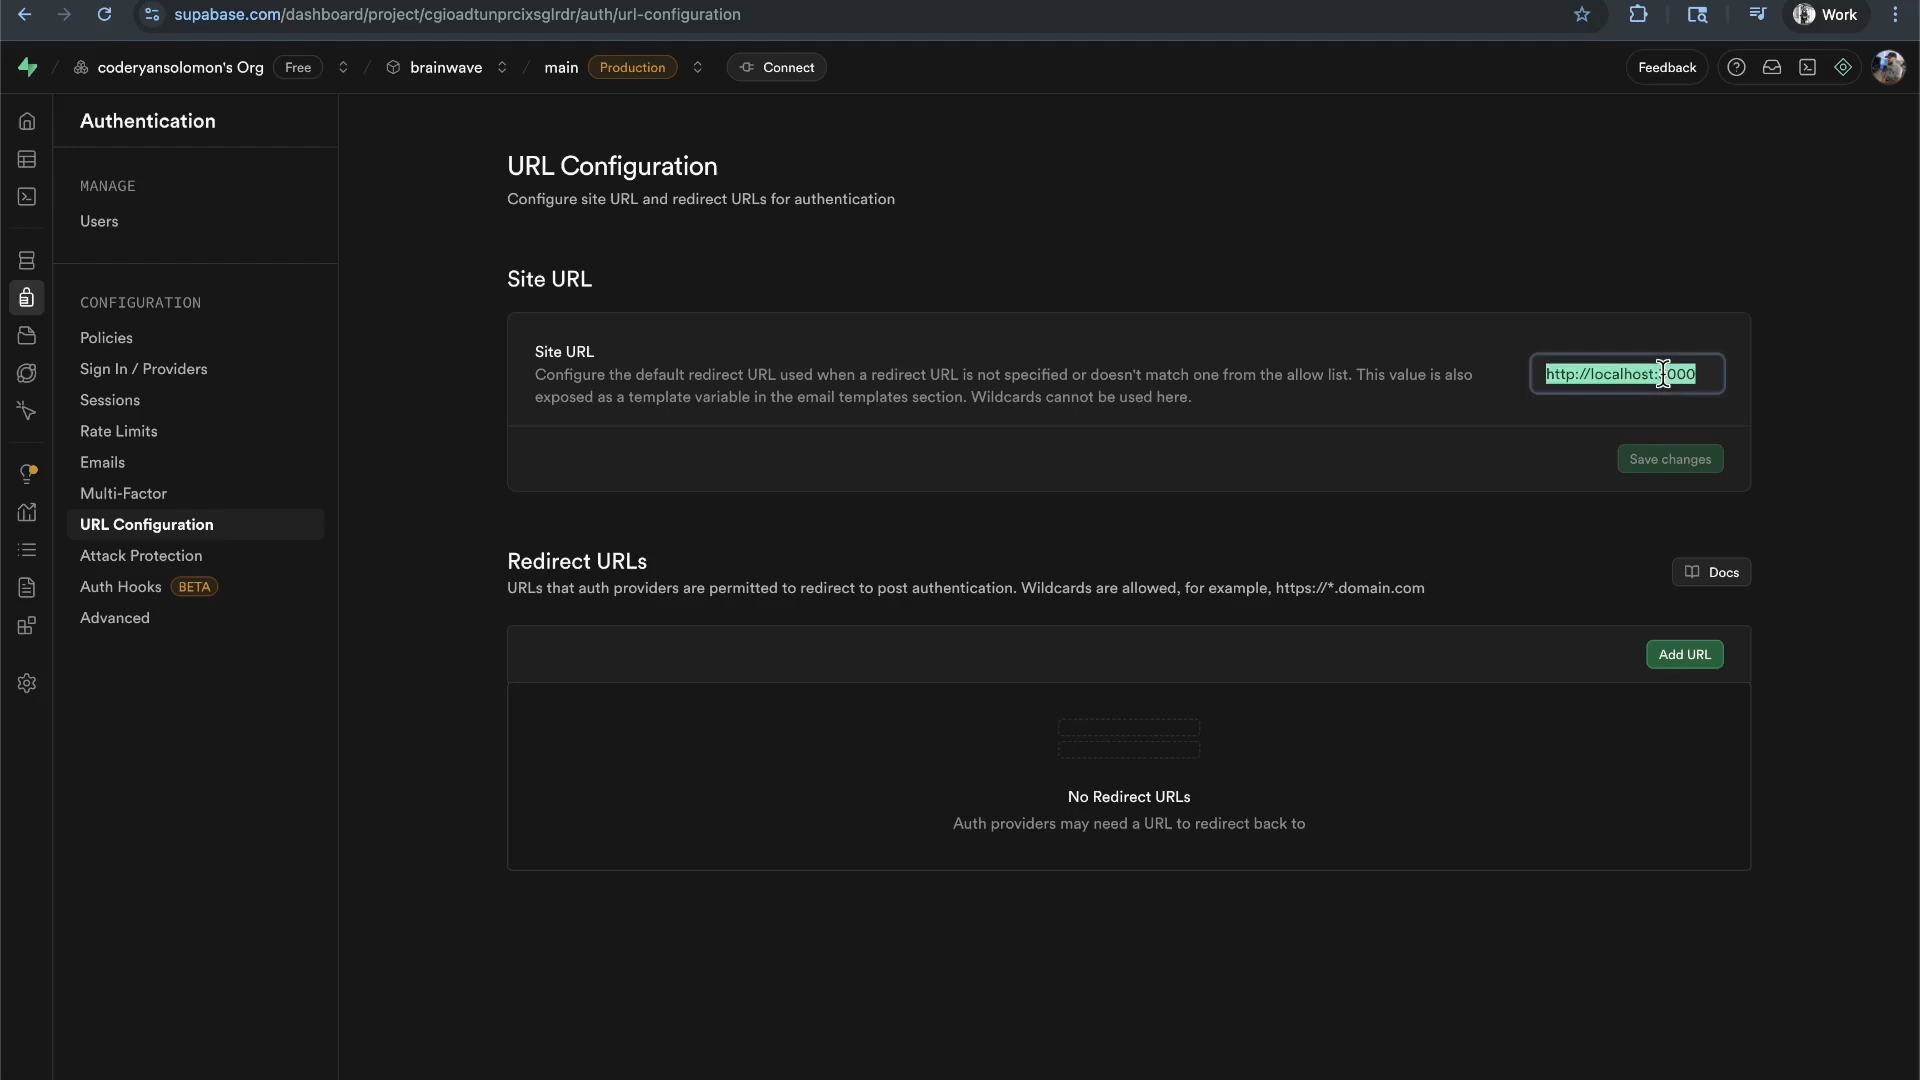 supabase.com/dashboard/project/cgioadtunprcixsglrdr/auth/url-configuration
Work
coderyansolomon's Org Free brainwave main Production Connect Feedback
Authentication
MANAGE
Users
CONFIGURATION
Policies
Sign In / Providers
Sessions
Rate Limits
Emails
Multi-Factor
URL Configuration
Attack Protection
Auth Hooks BETA
Advanced
URL Configuration
Configure site URL and redirect URLs for authentication
Site URL
Site URL
Configure the default redirect URL used when a redirect URL is not specified or doesn't match one from the allow list. This value is also
exposed as a template variable in the email templates section. Wildcards cannot be used here.
Save changes
Redirect URLs
URLs that auth providers are permitted to redirect to post authentication. Wildcards are allowed, for example, https://*.domain.com
Docs
Add URL
No Redirect URLs
Auth providers may need a URL to redirect back to